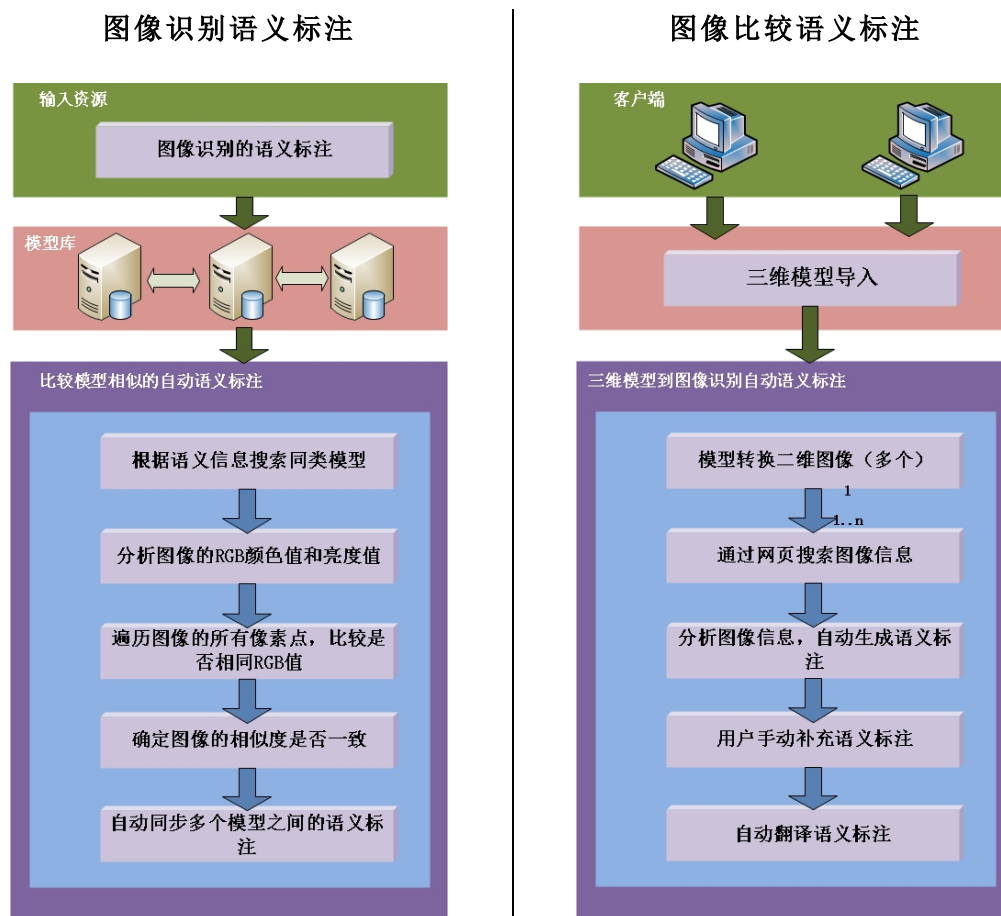 图像识别语义标注
输入资源
图像识别的语义标注
模型库
比较模型相似的自动语义标注
根据语义信息搜索同类模型
分析图像的RGB颜色值和亮度值
遍历图像的所有像素点，比较是
否相同RGB值
确定图像的相似度是否一致
自动同步多个模型之间的语义标
注
图像比较语义标注
客户端
三维模型导入
三维模型到图像识别自动语义标注
模型转换二维图像（多个）
1
1..n
通过网页搜索图像信息
分析图像信息，自动生成语义标
注
用户手动补充语义标注
自动翻译语义标注